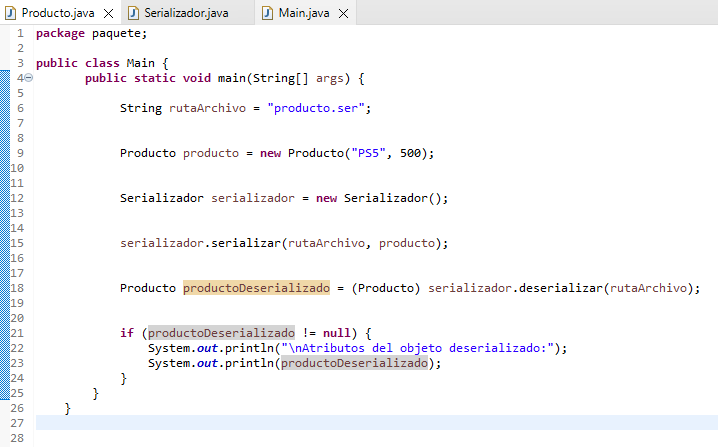 Producto.java Serializador.java Main.java
1 package paquete;
2
3 public class Main {
4 public static void main(String[] args) {
5
6 String rutaArchivo = "producto.ser";
7
8
9 Producto producto = new Producto("PS5", 500);
10
11
12 Serializador serializador = new Serializador();
13
14
15 serializador.serializar(rutaArchivo, producto);
16
17
18 Producto productoDeserializado = (Producto) serializador.deserializar(rutaArchivo);
19
20
21 if (productoDeserializado != null) {
22 System.out.println("\nAtributos del objeto deserializado:");
23 System.out.println(productoDeserializado);
24 }
25 }
26 }
27
28